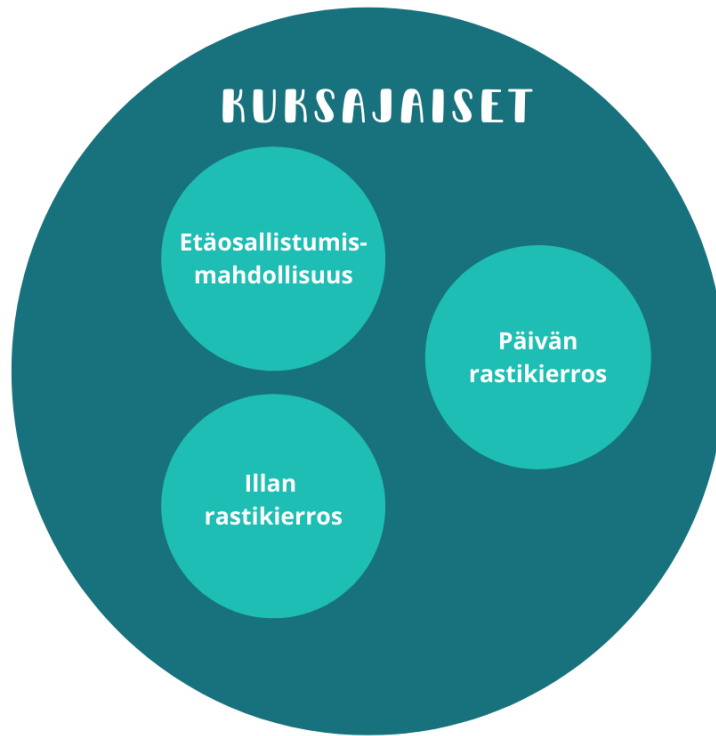 KUKSAJAISET
Etäosallistumis-
mahdollisuus
Päivän
rastikierros
Illan
rastikierros